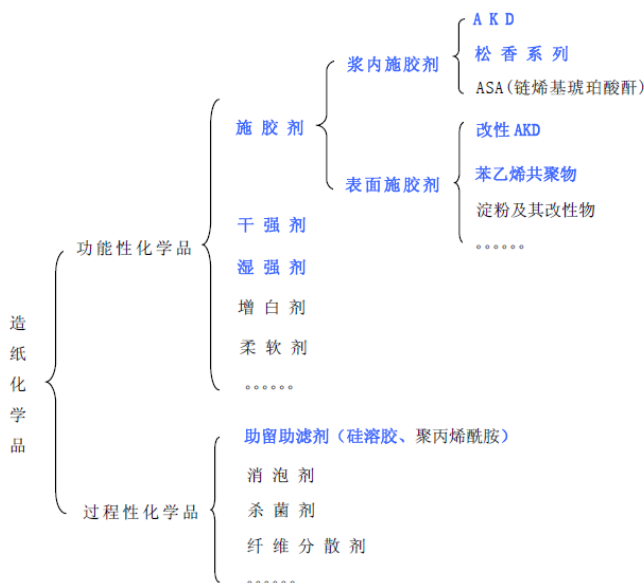 造纸化学品
功能性化学品
施胶剂
浆内施胶剂
AKD
松香系列
ASA(链烯基琥珀酸酐)
表面施胶剂
改性AKD
苯乙烯共聚物
淀粉及其改性物
。。。。。。
干强剂
湿强剂
增白剂
柔软剂
。。。。。。
过程性化学品
助留助滤剂（硅溶胶、聚丙烯酰胺）
消泡剂
杀菌剂
纤维分散剂
。。。。。。